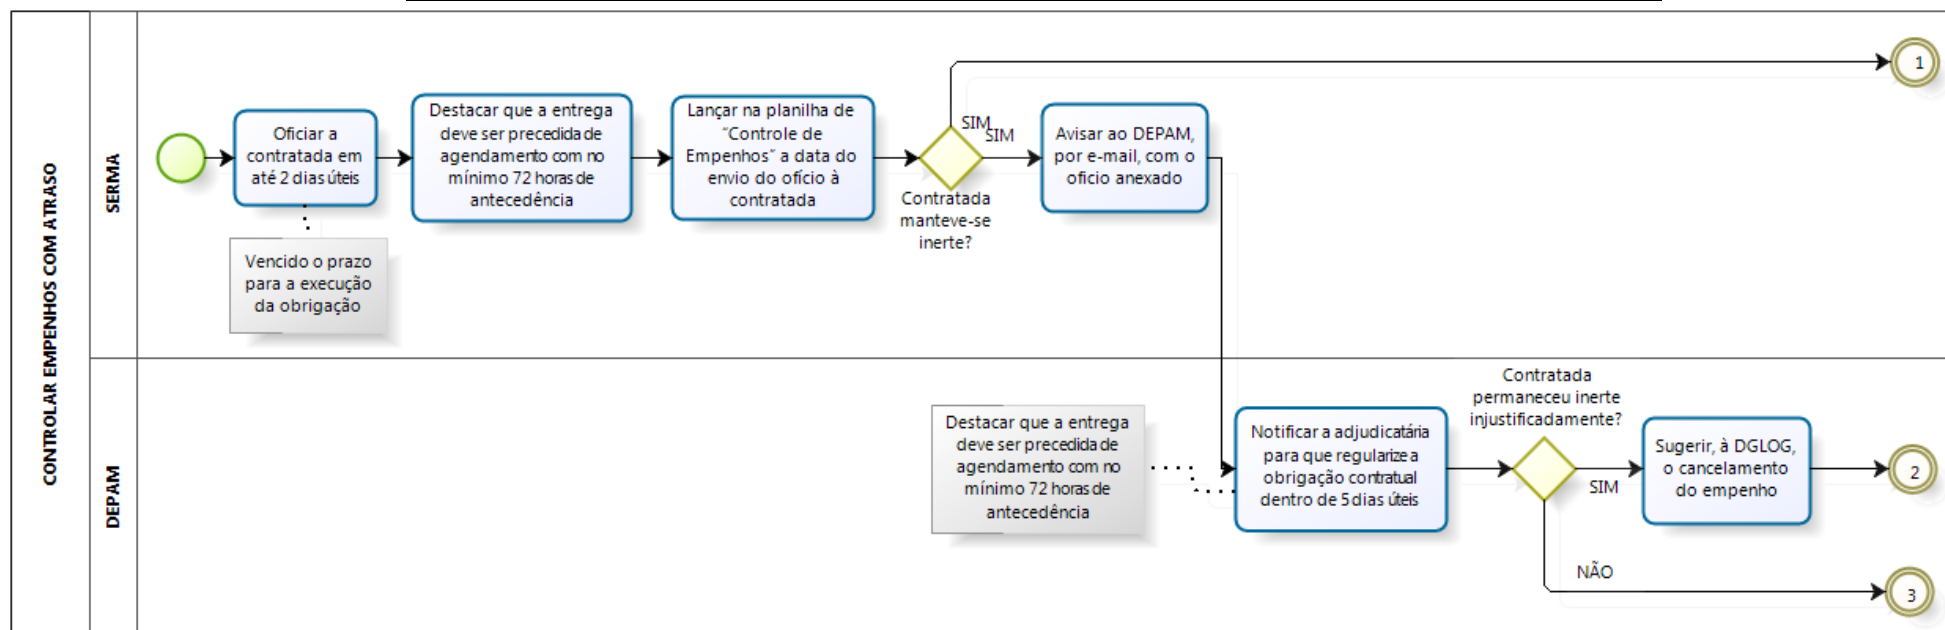 CONTROLAR EMPENHOS COM ATRASO
SERMA
Oficiar a
contratada em
até 2 dias úteis
Vencido o prazo
para a execução
da obrigação
Destacar que a entrega
deve ser precedida de
agendamento com no
mínimo 72 horas de
antecedência
Lançar na planilha de
“Controle de
Empenhos” a data do
envio do ofício à
contratada
Contratada
manteve-se
inerte?
SIM
SIM
1
Avisar ao DEPAM,
por e-mail, com o
oficio anexado
DEPAM
Destacar que a entrega
deve ser precedida de
agendamento com no
mínimo 72 horas de
antecedência
Notificar a adjudicatária
para que regularize a
obrigação contratual
dentro de 5 dias úteis
Contratada
permaneceu inerte
injustificadamente?
SIM
Sugerir, à DGLOG,
o cancelamento
do empenho
2
NÃO
3